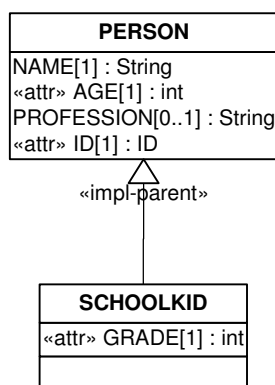 PERSON
NAME[1] : String
«attr» AGE[1] : int
PROFESSION[0..1] : String
«attr» ID[1] : ID
«impl-parent»
SCHOOLKID
«attr» GRADE[1] : int